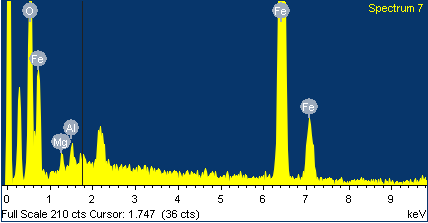 Spectrum 7
O
Fe
Fe
Fe
Al
Mg
0 1 2 3 4 5 6 7 8 9
Full Scale 210 cts Cursor: 1.747 (36 cts) keV